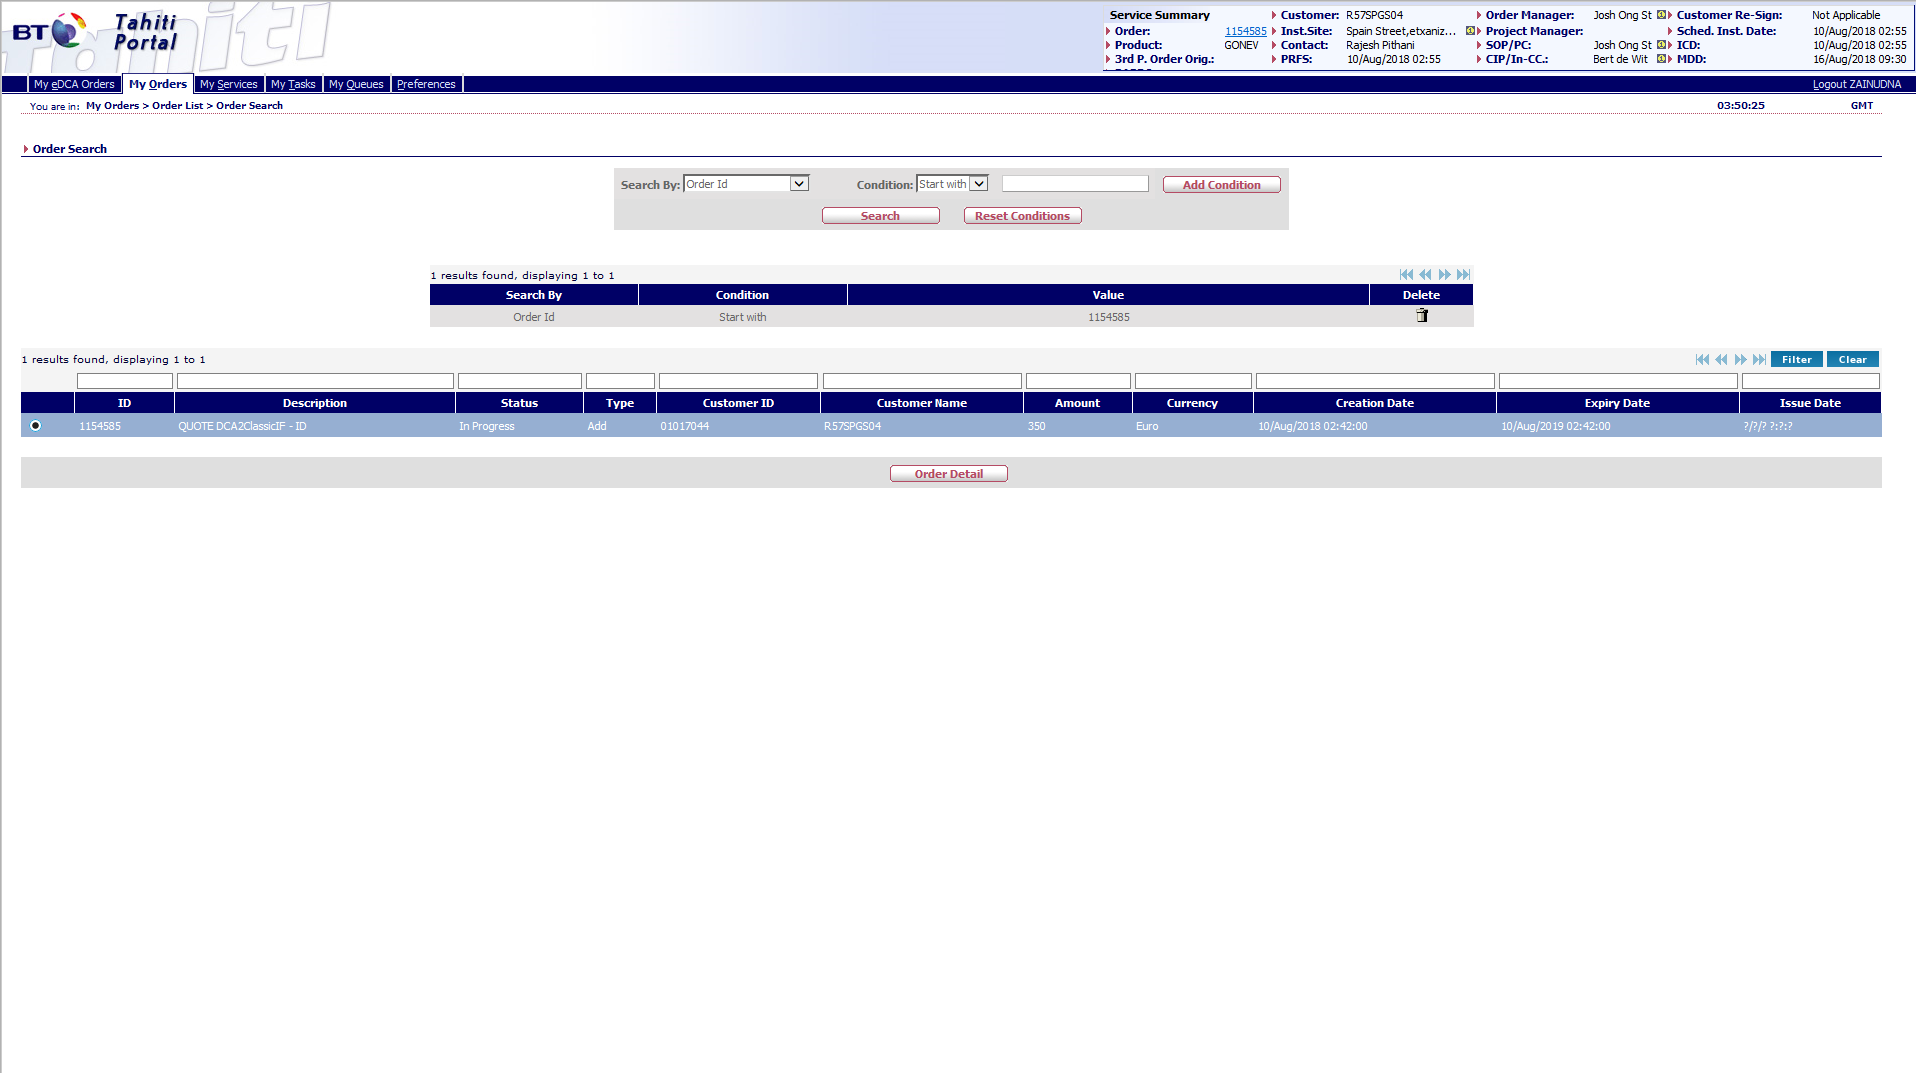 BT Tahiti Portal
Service Summary
Order: 1154585
Product: GONEV
3rd P. Order Orig.:
Customer: R57SPGS04
Inst.Site: Spain Street,etxaniz...
Contact: Rajesh Pithani
PRFS: 10/Aug/2018 02:55
Order Manager: Josh Ong St
Project Manager:
SOP/PC: Josh Ong St
CIP/In-CC.: Bert de Wit
Customer Re-Sign: Not Applicable
Sched. Inst. Date: 10/Aug/2018 02:55
ICD: 10/Aug/2018 02:55
MDD: 16/Aug/2018 09:30
My eDCA Orders My Orders My Services My Tasks My Queues Preferences Logout ZAINUDNA
You are in: My Orders > Order List > Order Search 03:50:25 GMT
Order Search
Search By: Order Id Condition: Start with Add Condition
Search Reset Conditions
1 results found, displaying 1 to 1
Search By Condition Value Delete
Order Id Start with 1154585
1 results found, displaying 1 to 1 Filter Clear
ID Description Status Type Customer ID Customer Name Amount Currency Creation Date Expiry Date Issue Date
1154585 QUOTE DCA2ClassicIF - ID In Progress Add 01017044 R57SPGS04 350 Euro 10/Aug/2018 02:42:00 10/Aug/2019 02:42:00 ?/?/? ?:?:?
Order Detail